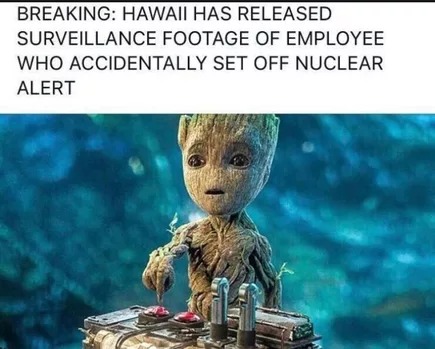 BREAKING: HAWAII HAS RELEASED
SURVEILLANCE FOOTAGE OF EMPLOYEE
WHO ACCIDENTALLY SET OFF NUCLEAR
ALERT